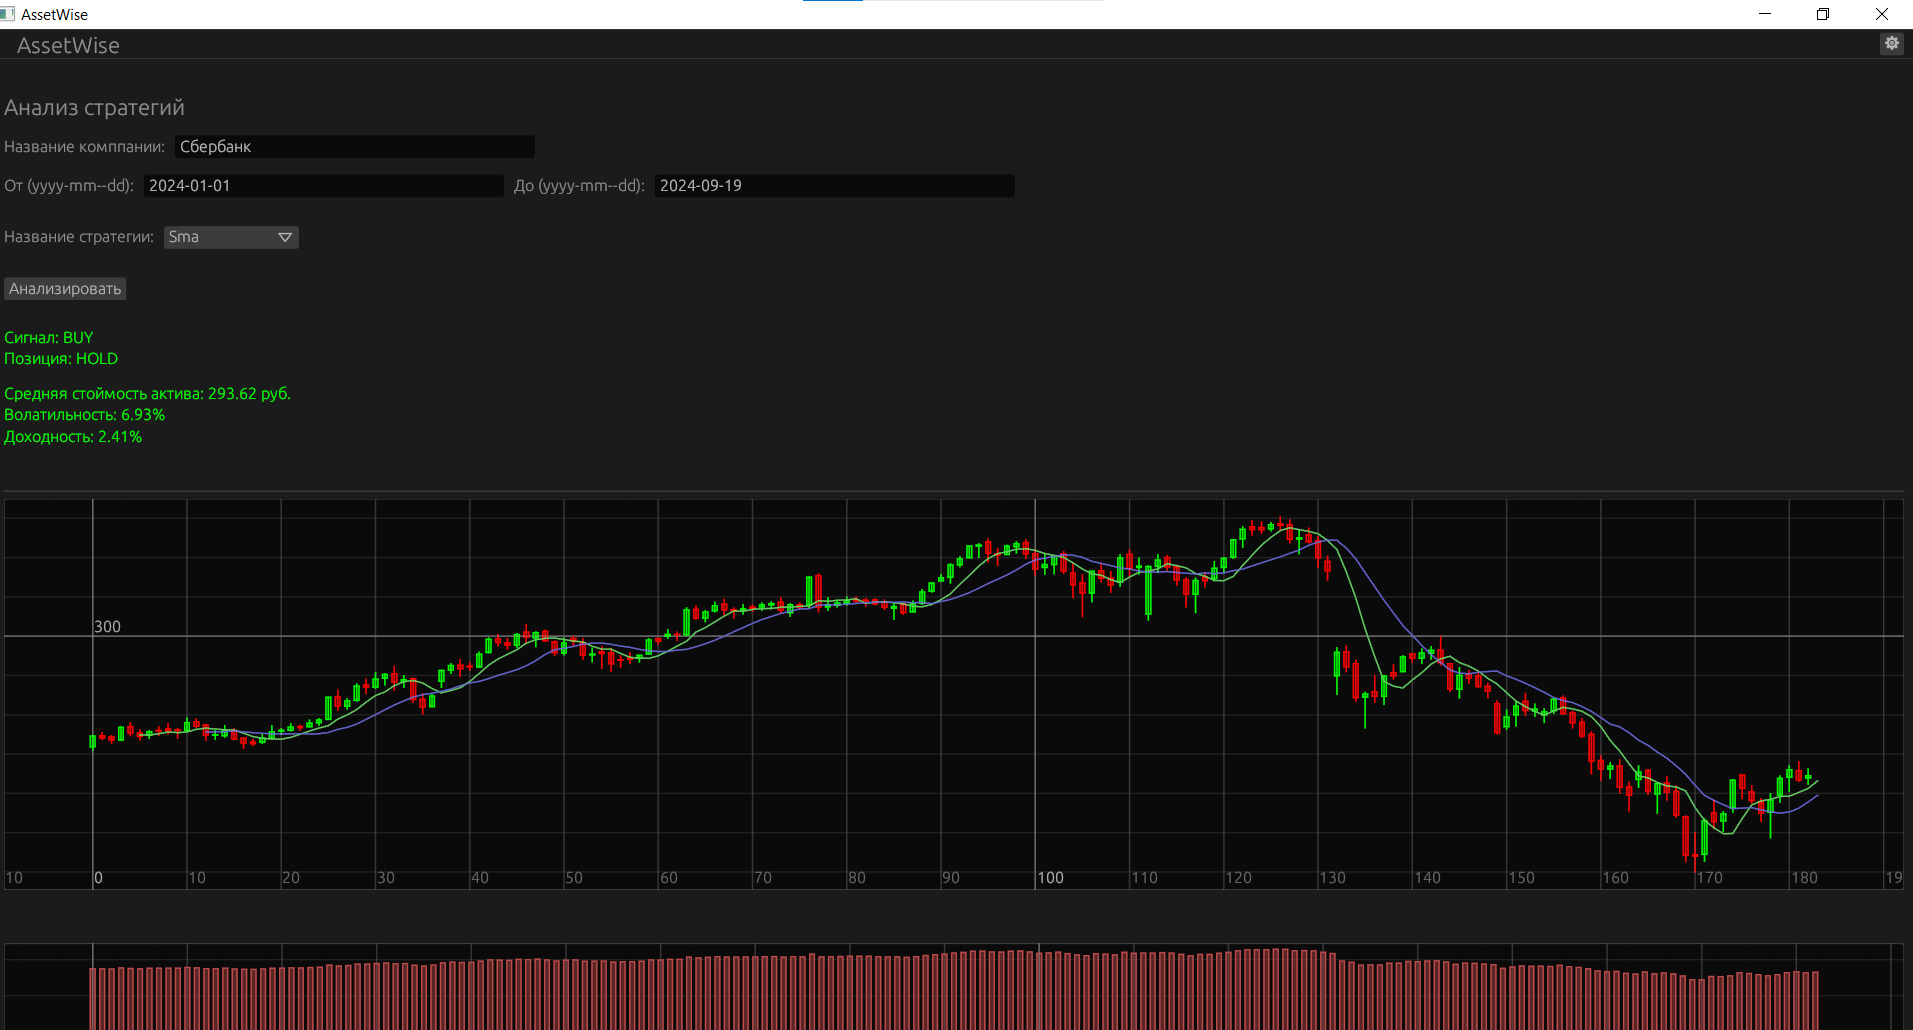 AssetWise
AssetWise
Анализ стратегий
Название комппании: Сбербанк
От (yyyy-mm--dd): 2024-01-01 До (yyyy-mm--dd): 2024-09-19
Название стратегии: Sma
Анализировать
Сигнал: BUY
Позиция: HOLD
Средняя стоймость актива: 293.62 руб.
Волатильность: 6.93%
Доходность: 2.41%
300
10 0 10 20 30 40 50 60 70 80 90 100 110 120 130 140 150 160 170 180 19